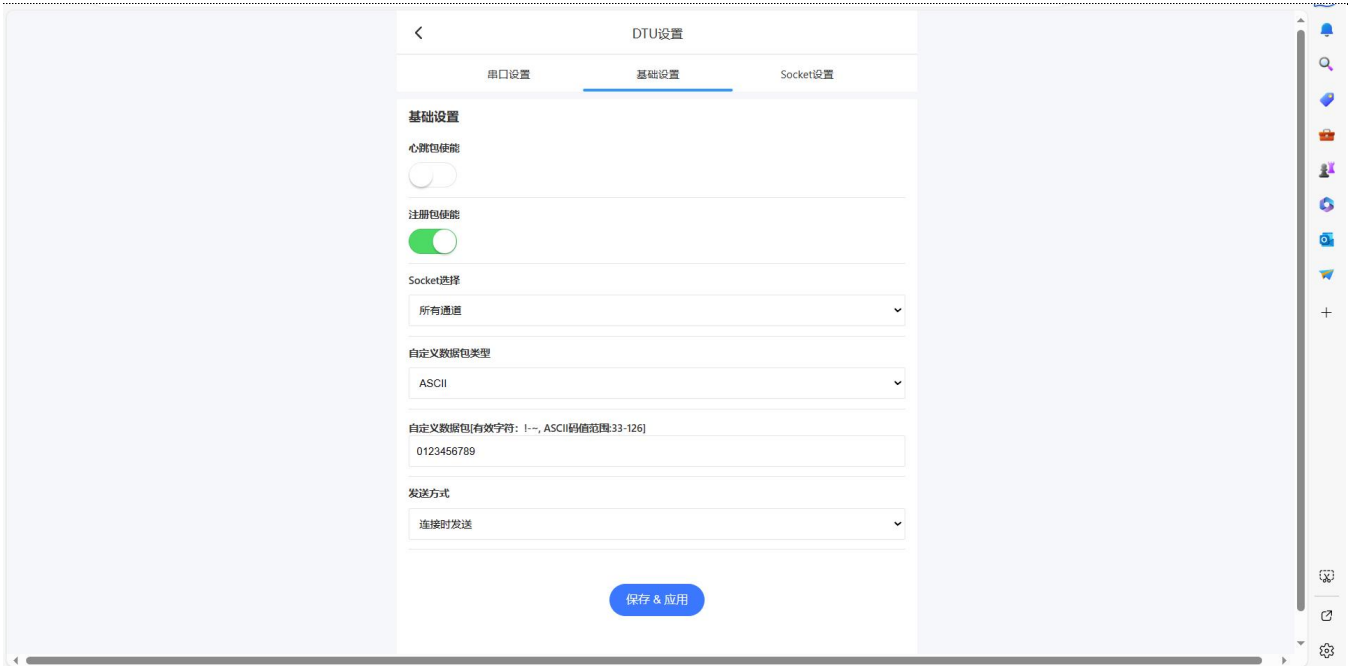 DTU设置
串口设置 基础设置 Socket设置
基础设置
心跳包使能
注册包使能
Socket选择
所有通道
自定义数据包类型
ASCII
自定义数据包[有效字符：!-~, ASCII码值范围:33-126]
0123456789
发送方式
连接时发送
保存 & 应用